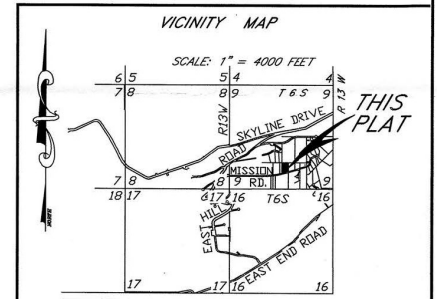 VICINITY MAP
SCALE: 1" = 4000 FEET
6 5 5 4 4
7 8 8 9 T6S 9
R13W
R 13 W
SKYLINE DRIVE
THIS
PLAT
ROAD
MISSION
RD.
7 8 8 9 9
18 17 17 16 T6S 16
EAST HILL
EAST END ROAD
17 17 16 16